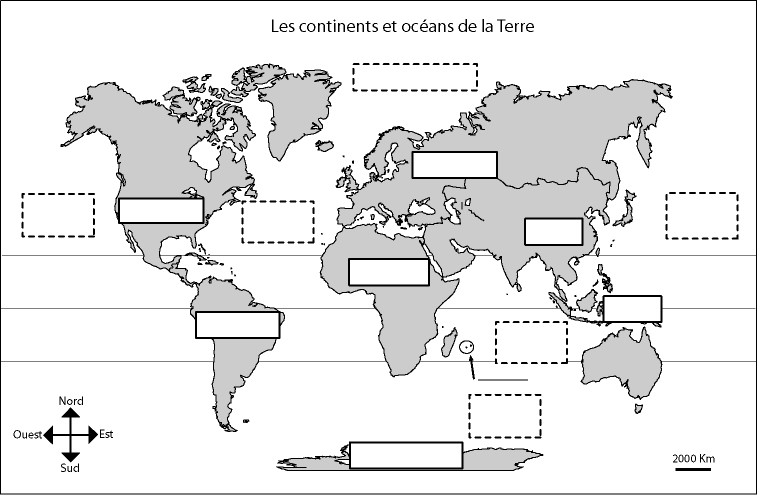 Les continents et océans de la Terre
Nord
Ouest
Est
Sud
2000 Km